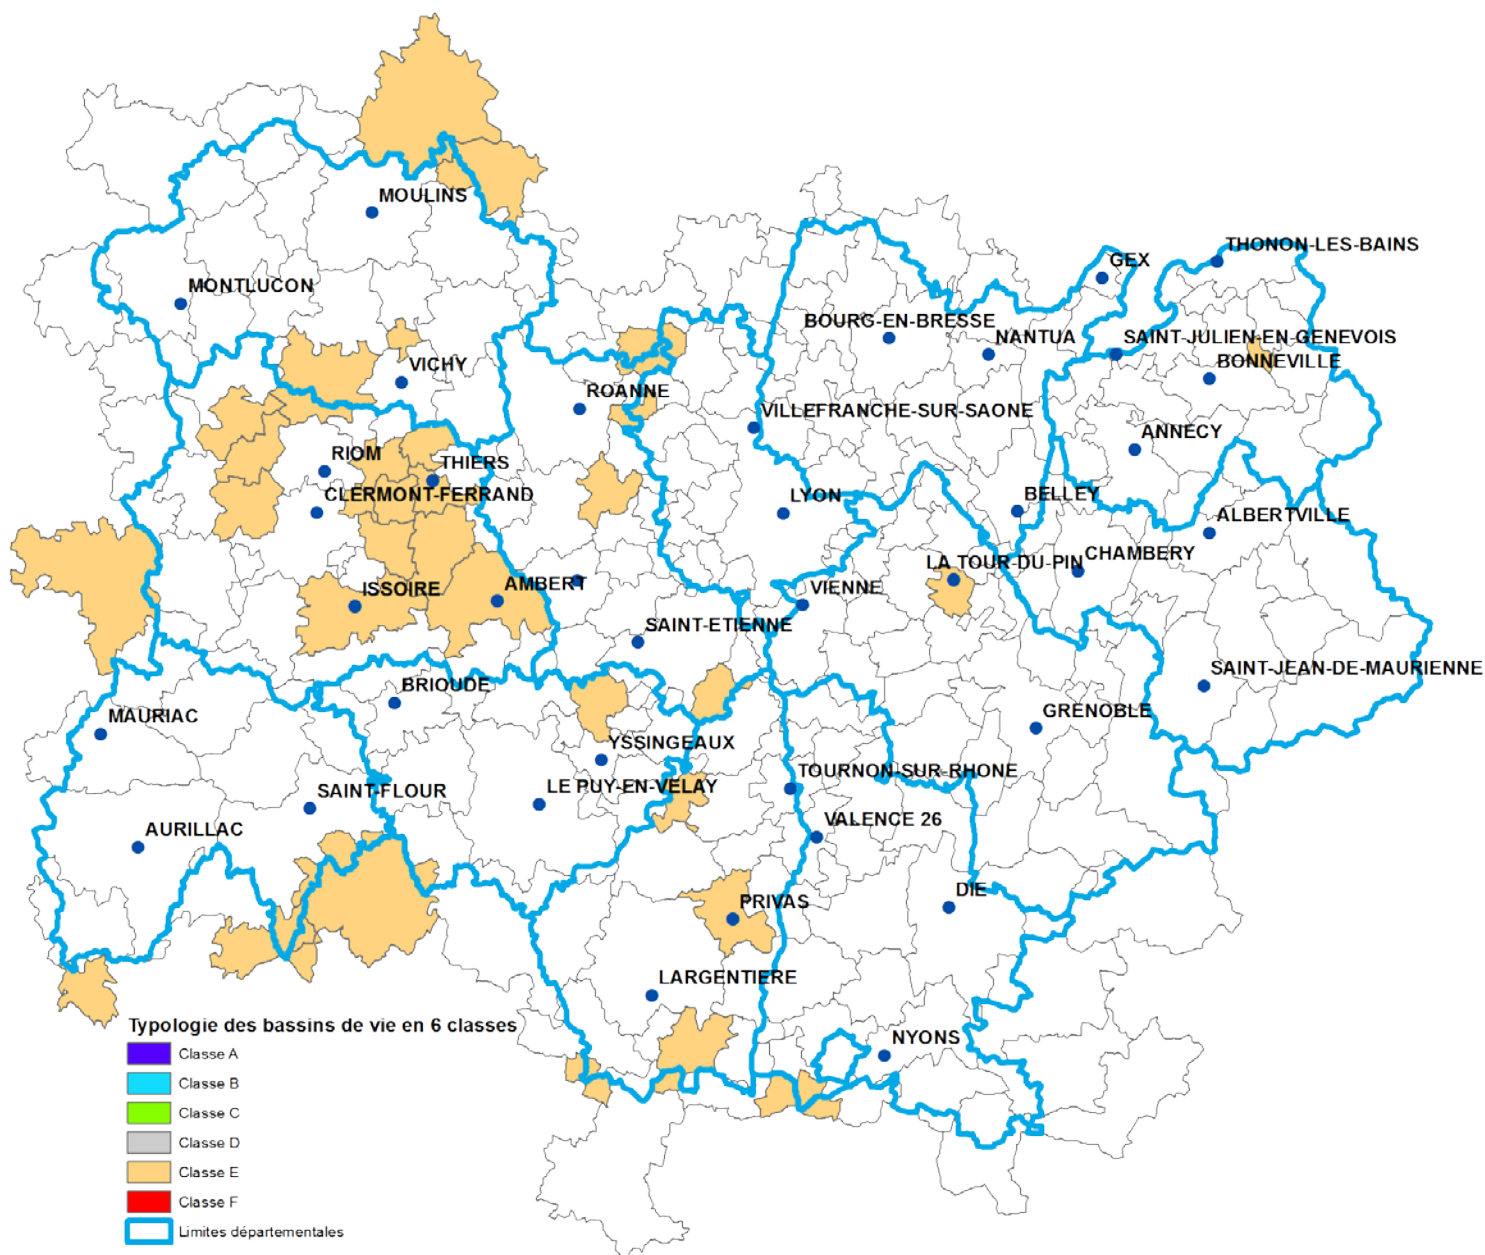 MOULINS
THONON-LES-BAINS
GEX
MONTLUCON
BOURG-EN-BRESSE
NANTUA
SAINT-JULIEN-EN-GENEVOIS
BONNEVILLE
VICHY
ROANNE
VILLEFRANCHE-SUR-SAONE
ANNECY
RIOM
THIERS
CLERMONT-FERRAND
LYON
BELLEY
ALBERTVILLE
LA TOUR-DU-PIN
CHAMBERY
ISSOIRE
AMBERT
VIENNE
SAINT-ETIENNE
SAINT-JEAN-DE-MAURIENNE
BRIOUDE
MAURIAC
GRENOBLE
YSSINGEAUX
TOURNON-SUR-RHONE
SAINT-FLOUR
LE PUY-EN-VELAY
VALENCE 26
AURILLAC
DIE
PRIVAS
LARGENTIERE
NYONS
Typologie des bassins de vie en 6 classes
Classe A
Classe B
Classe C
Classe D
Classe E
Classe F
Limites départementales